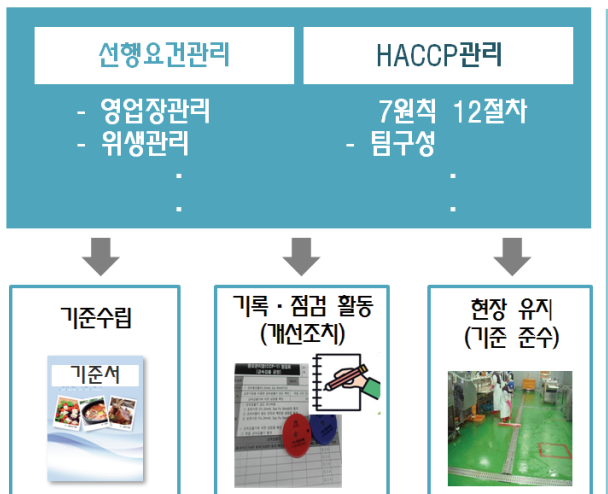 선행요건관리
HACCP관리
- 영업장관리
- 위생관리
.
.
7원칙 12절차
- 팀구성
.
.
기준수립
기준서
기록 · 점검 활동
(개선조치)
현장 유지
(기준 준수)